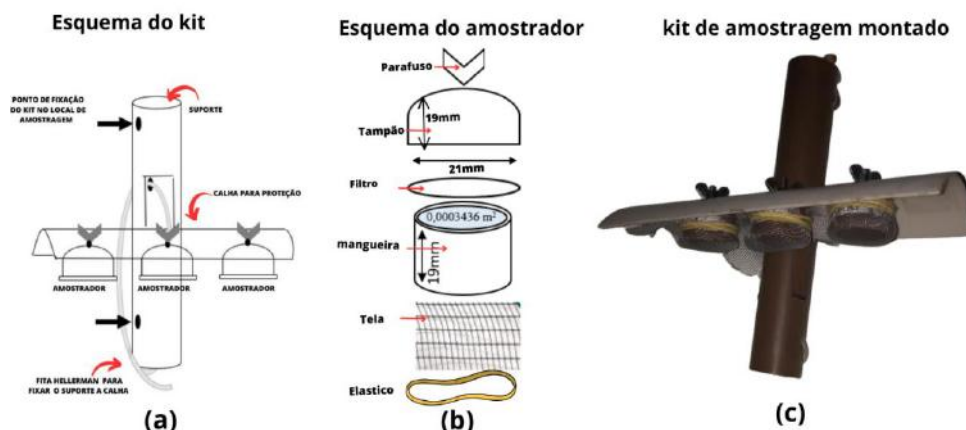 Esquema do kit
PONTO DE FIXAÇÃO
DO KIT NO LOCAL DE
AMOSTRAGEM
SUPORTE
CALHA PARA PROTEÇÃO
AMOSTRADOR
AMOSTRADOR
AMOSTRADOR
FITA HELLERMAN PARA
FIXAR O SUPORTE A CALHA
(a)
Esquema do amostrador
Parafuso
19mm
Tampão
21mm
Filtro
0,0003436 m²
mangueira
19mm
Tela
Elastico
(b)
kit de amostragem montado
(c)